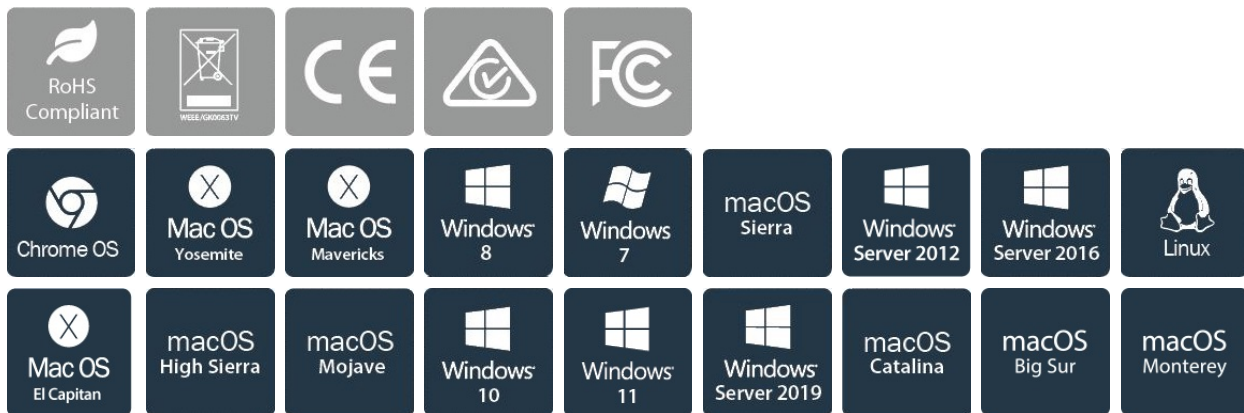 RoHS
Compliant
WEEE/GK0083TV
CE
FC
Chrome OS
X
Mac OS
Yosemite
X
Mac OS
Mavericks
Windows
8
Windows
7
macOS
Sierra
Windows
Server 2012
Windows
Server 2016
Linux
X
Mac OS
El Capitan
macOS
High Sierra
macOS
Mojave
Windows
10
Windows
11
Windows
Server 2019
macOS
Catalina
macOS
Big Sur
macOS
Monterey